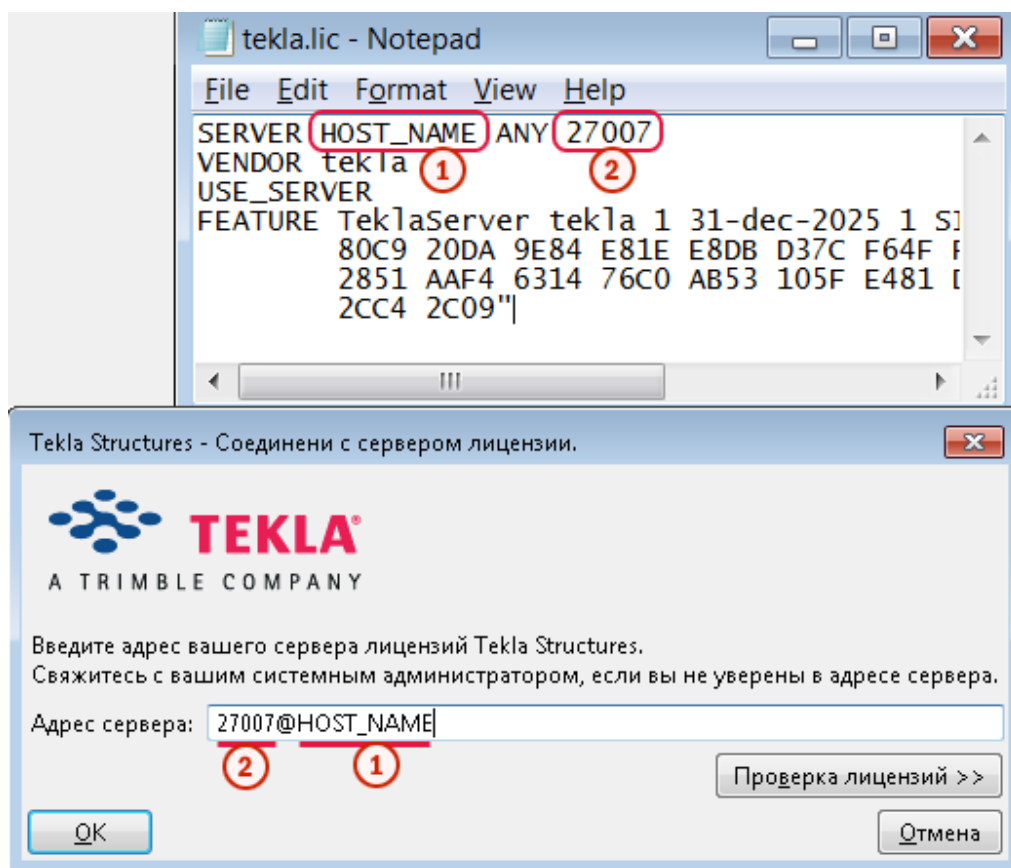 tekla.lic - Notepad
File Edit Format View Help
SERVER HOST_NAME ANY 27007
VENDOR tekla 1 2
USE_SERVER
FEATURE TeklaServer tekla 1 31-dec-2025 1
80C9 20DA 9E84 E81E E8DB D37C F64F
2851 AAF4 6314 76C0 AB53 105F E481
2CC4 2C09"
Tekla Structures - Соединени с сервером лицензии.
TEKLA®
A TRIMBLE COMPANY
Введите адрес вашего сервера лицензий Tekla Structures.
Свяжитесь с вашим системным администратором, если вы не уверены в адресе сервера.
Адрес сервера: 27007@HOST_NAME
2 1
Проверка лицензий >>
OK Отмена